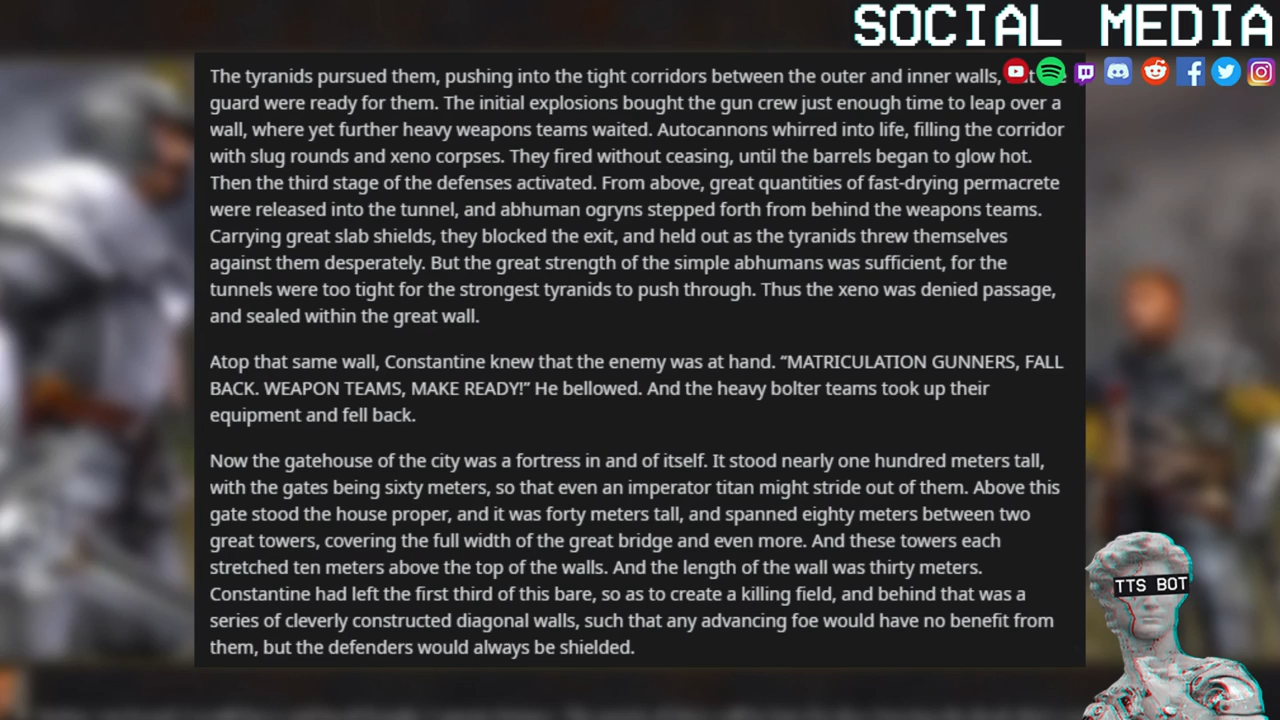 SOCIAL MEDIA
The tyranids pursued them, pushing into the tight corridors between the outer and inner walls,
guard were ready for them. The initial explosions bought the gun crew just enough time to leap over a
wall, where yet further heavy weapons teams waited. Autocannons whirred into life, filling the corridor
with slug rounds and xeno corpses. They fired without ceasing, until the barrels began to glow hot.
Then the third stage of the defenses activated. From above, great quantities of fast-drying permacrete
were released into the tunnel, and abhuman ogryns stepped forth from behind the weapons teams.
Carrying great slab shields, they blocked the exit, and held out as the tyranids threw themselves
against them desperately. But the great strength of the simple abhumans was sufficient, for the
tunnels were too tight for the strongest tyranids to push through. Thus the xeno was denied passage,
and sealed within the great wall.
Atop that same wall, Constantine knew that the enemy was at hand. “MATRICULATION GUNNERS, FALL
BACK. WEAPON TEAMS, MAKE READY!” He bellowed. And the heavy bolter teams took up their
equipment and fell back.
Now the gatehouse of the city was a fortress in and of itself. It stood nearly one hundred meters tall,
with the gates being sixty meters, so that even an imperator titan might stride out of them. Above this
gate stood the house proper, and it was forty meters tall, and spanned eighty meters between two
great towers, covering the full width of the great bridge and even more. And these towers each
stretched ten meters above the top of the walls. And the length of the wall was thirty meters.
Constantine had left the first third of this bare, so as to create a killing field, and behind that was a
series of cleverly constructed diagonal walls, such that any advancing foe would have no benefit from
them, but the defenders would always be shielded.
TTS BOT